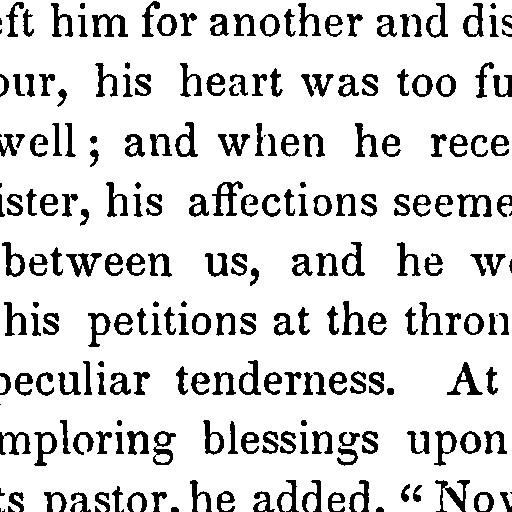 eft him for another and dis
our, his heart was too fu
well; and when he rece
ister, his affections seeme
between us, and he w
his petitions at the thron
peculiar tenderness. At
mploring blessings upon
ts pastor, he added, “ Nov